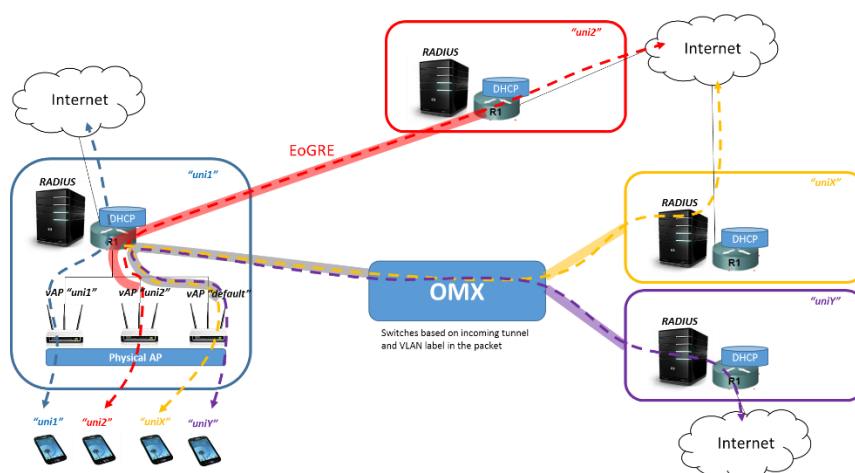 "uni2"
RADIUS
DHCP
R1
Internet
Internet
EoGRE
"uni1"
RADIUS
DHCP
R1
"uniX"
RADIUS
DHCP
R1
vAP "uni1"
vAP "uni2"
vAP "default"
OMX
Switches based on incoming tunnel
and VLAN label in the packet
Physical AP
"uniY"
RADIUS
DHCP
R1
"uni1"
"uni2"
"uniX"
"uniY"
Internet